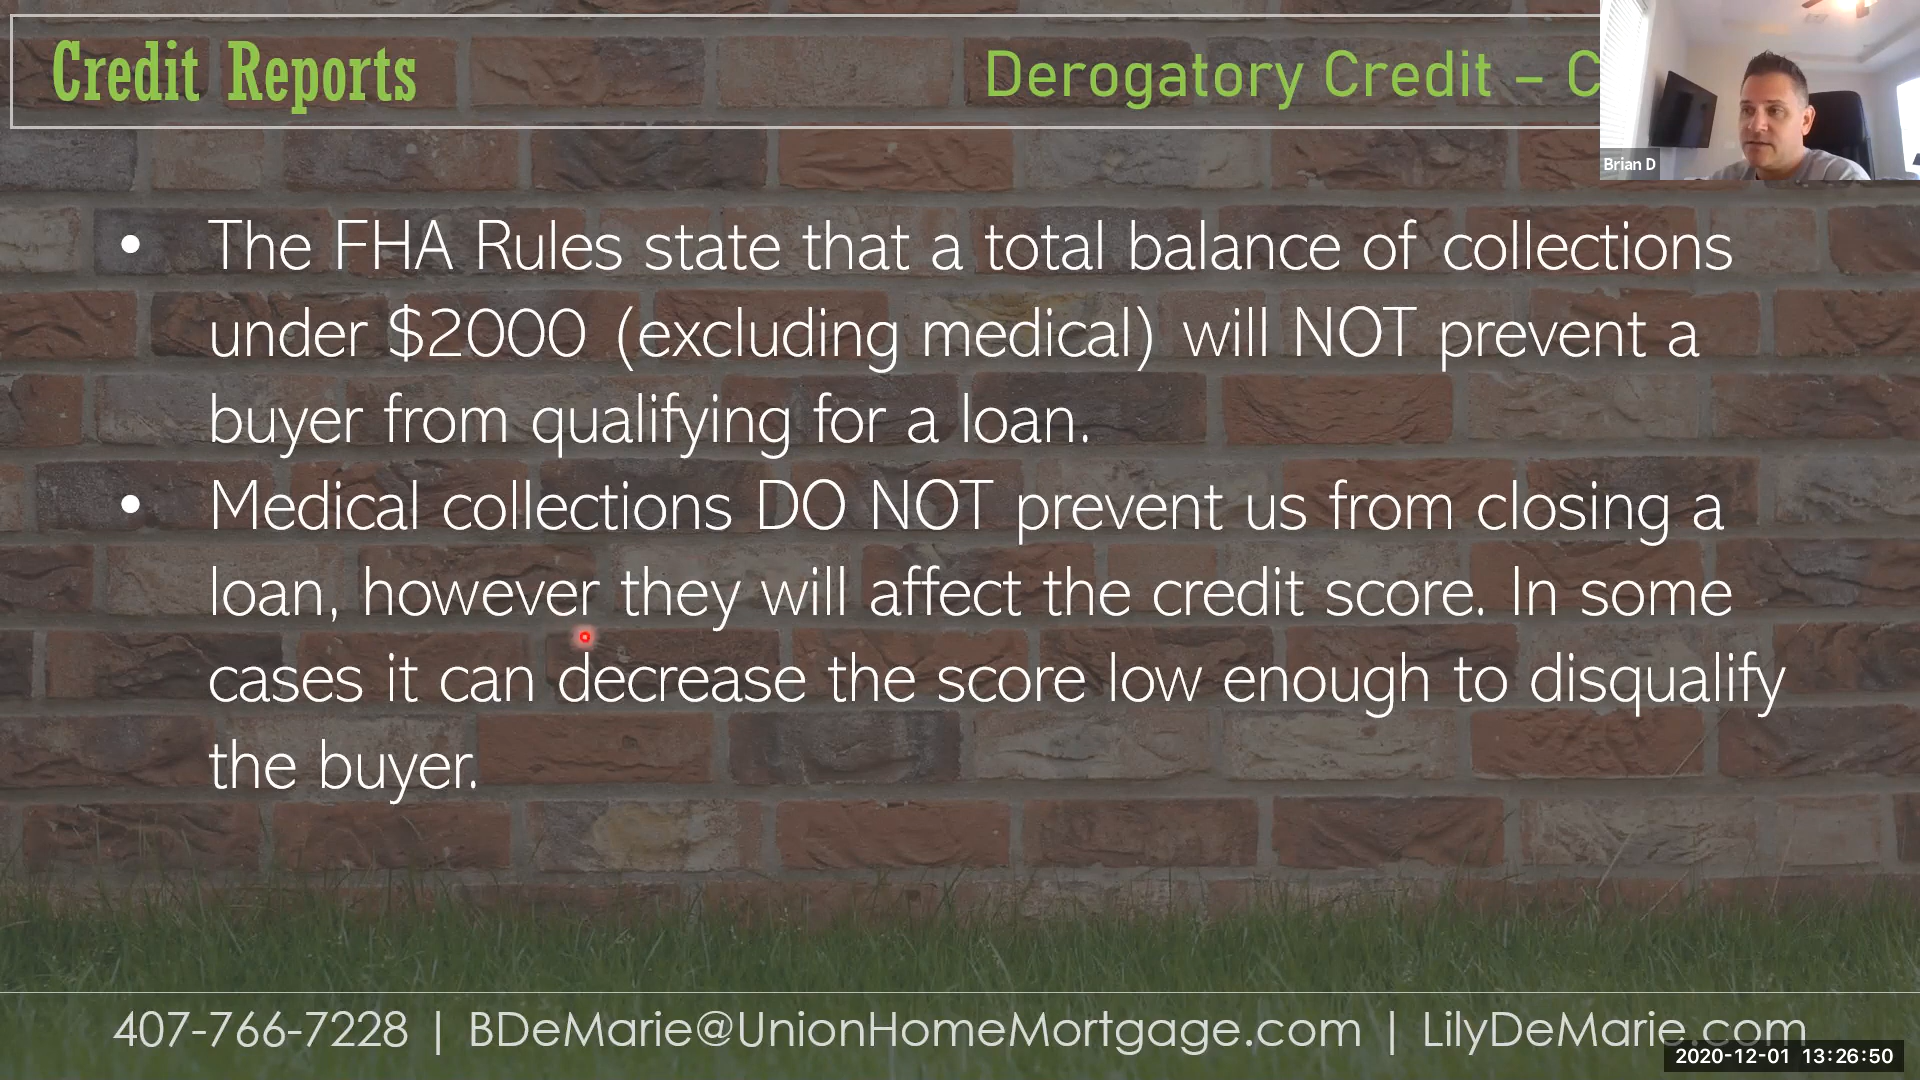 Credit Reports
Derogatory Credit –
Brian D
• The FHA Rules state that a total balance of collections
under $2000 (excluding medical) will NOT prevent a
buyer from qualifying for a loan.
• Medical collections DO NOT prevent us from closing a
loan, however they will affect the credit score. In some
cases it can decrease the score low enough to disqualify
the buyer.
407-766-7228 | BDeMarie@UnionHomeMortgage.com | LilyDeMarie.com
2020-12-01 13:26:50